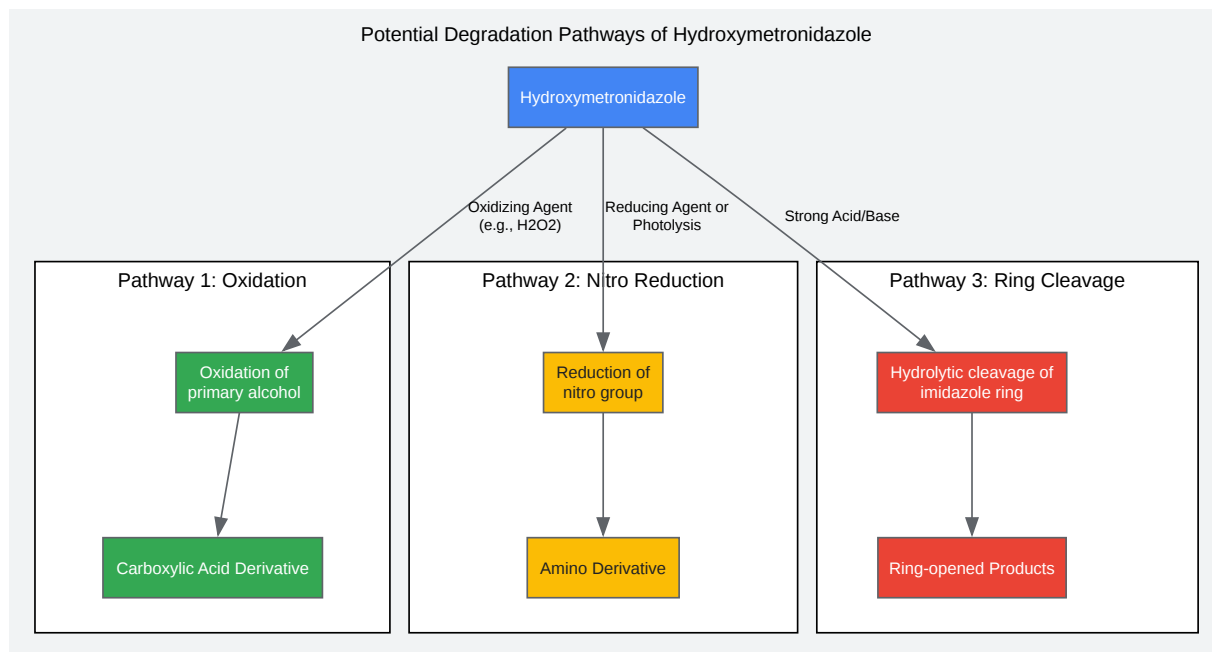 Potential Degradation Pathways of Hydroxymetronidazole
Hydroxymetronidazole
Oxidizing Agent
(e.g., H2O2)
Reducing Agent or
Photolysis
Strong Acid/Base
Pathway 1: Oxidation
Oxidation of
primary alcohol
Carboxylic Acid Derivative
Pathway 2: Nitro Reduction
Reduction of
nitro group
Amino Derivative
Pathway 3: Ring Cleavage
Hydrolytic cleavage of
imidazole ring
Ring-opened Products